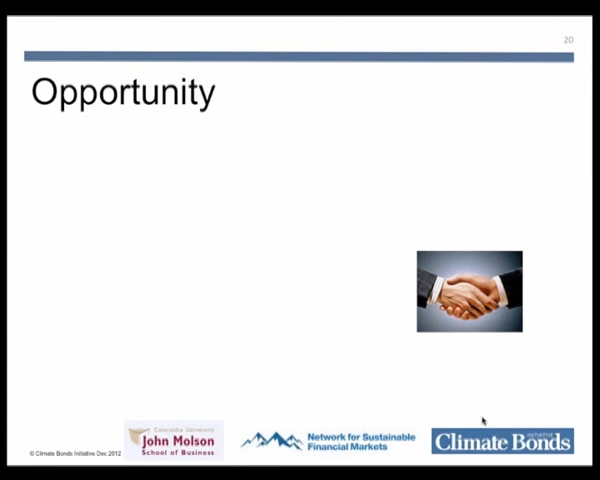 20
Opportunity
Concordia University
John Molson
School of Business
Network for Sustainable
Financial Markets
INITIATIVE
Climate Bonds
© Climate Bonds Initiative Dec 2012